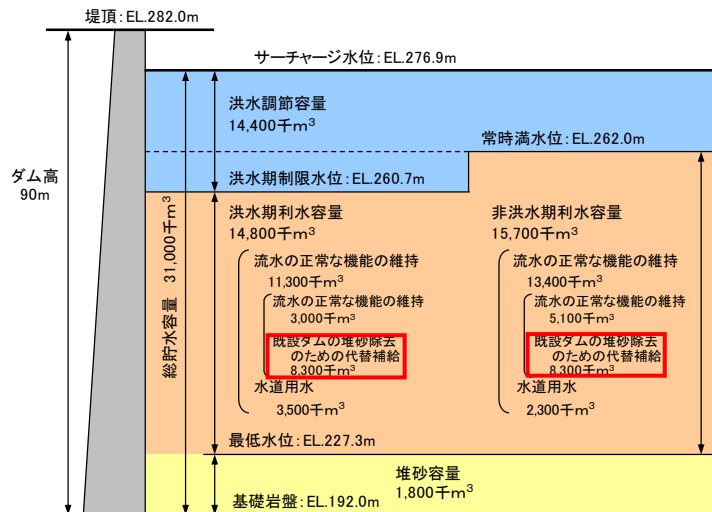 堤頂：EL.282.0m
サーチャージ水位：EL.276.9m
洪水調節容量
14,400千m³
常時満水位：EL.262.0m
洪水期制限水位：EL.260.7m
ダム高
90m
総貯水容量 31,000千m³
洪水期利水容量
14,800千m³
流水の正常な機能の維持
11,300千m³
流水の正常な機能の維持
3,000千m³
既設ダムの堆砂除去
のための代替補給
8,300千m³
水道用水
3,500千m³
非洪水期利水容量
15,700千m³
流水の正常な機能の維持
13,400千m³
流水の正常な機能の維持
5,100千m³
既設ダムの堆砂除去
のための代替補給
8,300千m³
水道用水
2,300千m³
最低水位：EL.227.3m
堆砂容量
1,800千m³
基礎岩盤：EL.192.0m